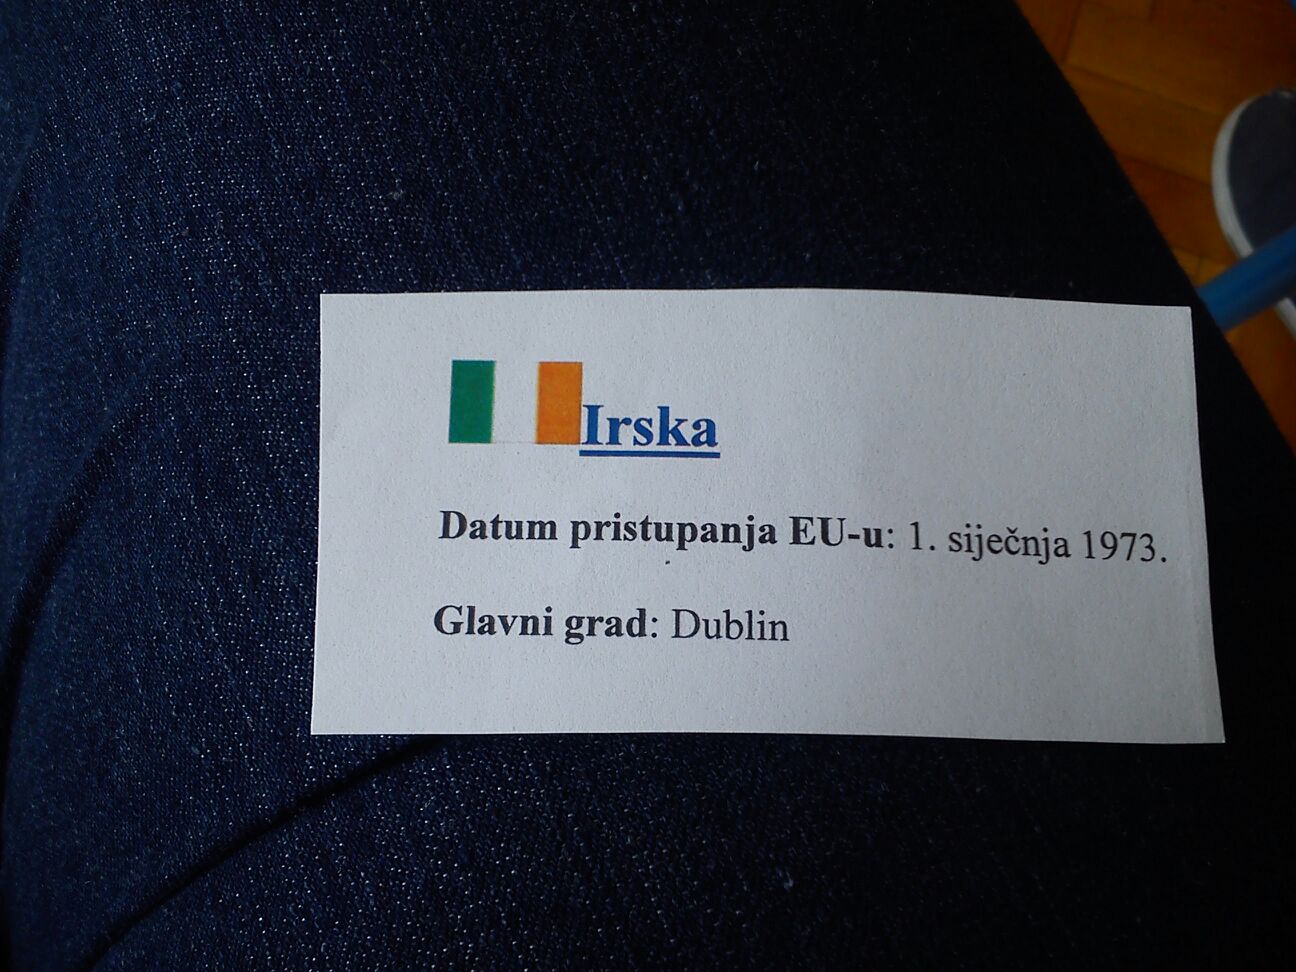 Irska
Datum pristupanja EU-u: 1. siječnja 1973.
Glavni grad: Dublin